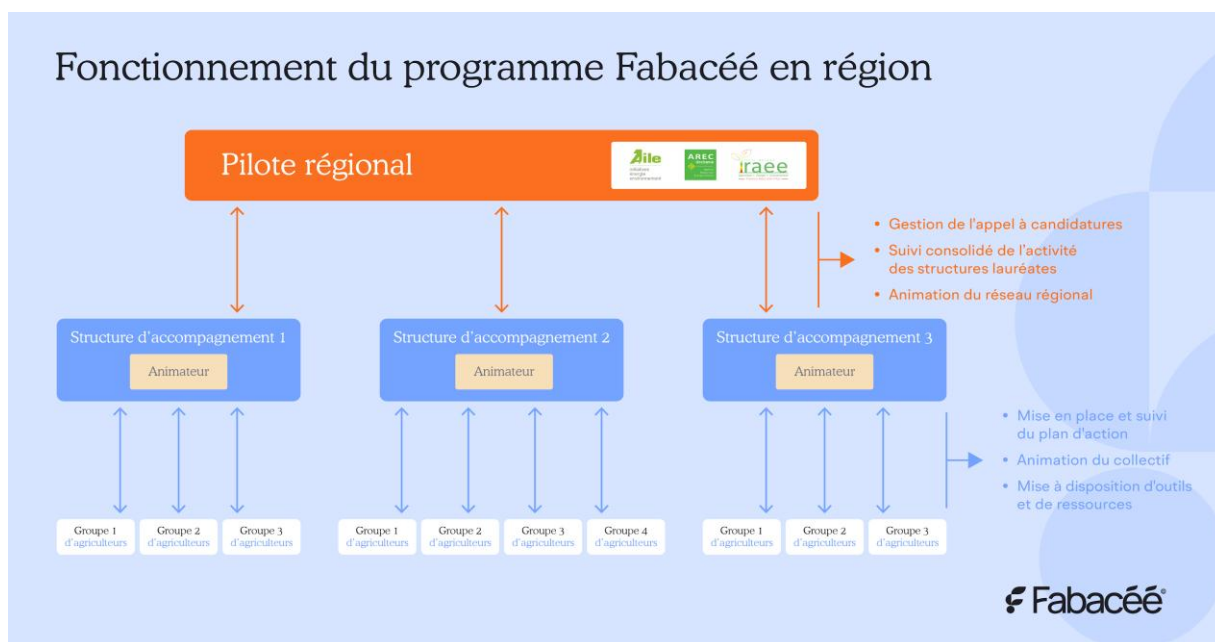 Fonctionnement du programme Fabacéé en région
Pilote régional
Aile
initiatives
énergie
environnement
AREC
Occitanie
raee
• Gestion de l'appel à candidatures
• Suivi consolidé de l'activité
des structures lauréates
• Animation du réseau régional
Structure d'accompagnement 1
Animateur
Structure d'accompagnement 2
Animateur
Structure d'accompagnement 3
Animateur
• Mise en place et suivi
du plan d'action
• Animation du collectif
• Mise à disposition d'outils
et de ressources
Groupe 1
d'agriculteurs
Groupe 2
d'agriculteurs
Groupe 3
d'agriculteurs
Groupe 1
d'agriculteurs
Groupe 2
d'agriculteurs
Groupe 3
d'agriculteurs
Groupe 4
d'agriculteurs
Groupe 1
d'agriculteurs
Groupe 2
d'agriculteurs
Groupe 3
d'agriculteurs
Fabacéé